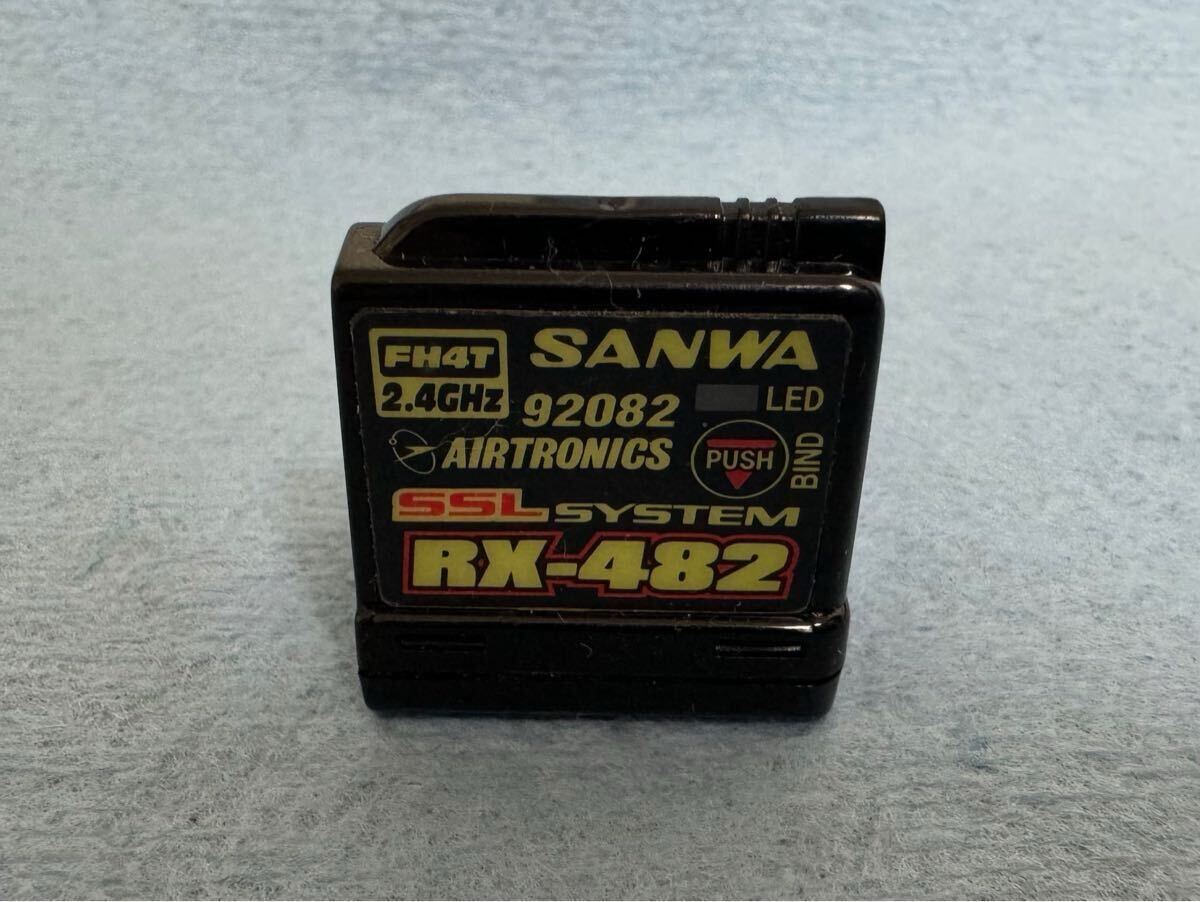 FH4T
2.4GHz
SANWA
92082
LED
AIRTRONICS
PUSH
BIND
SSL SYSTEM
RX-482